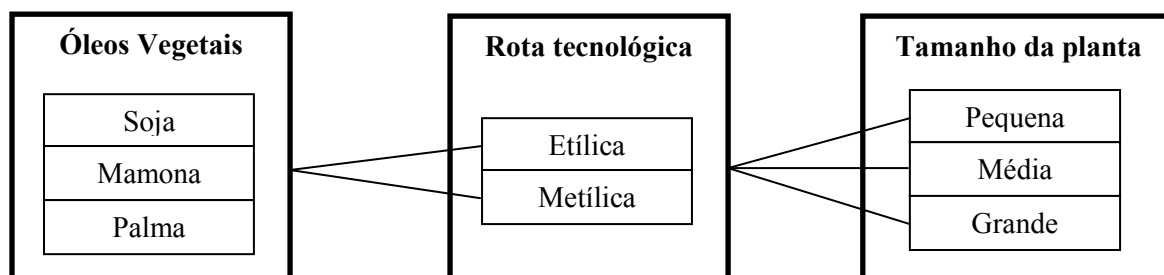 Óleos Vegetais
Soja
Mamona
Palma
Rota tecnológica
Etílica
Metílica
Tamanho da planta
Pequena
Média
Grande